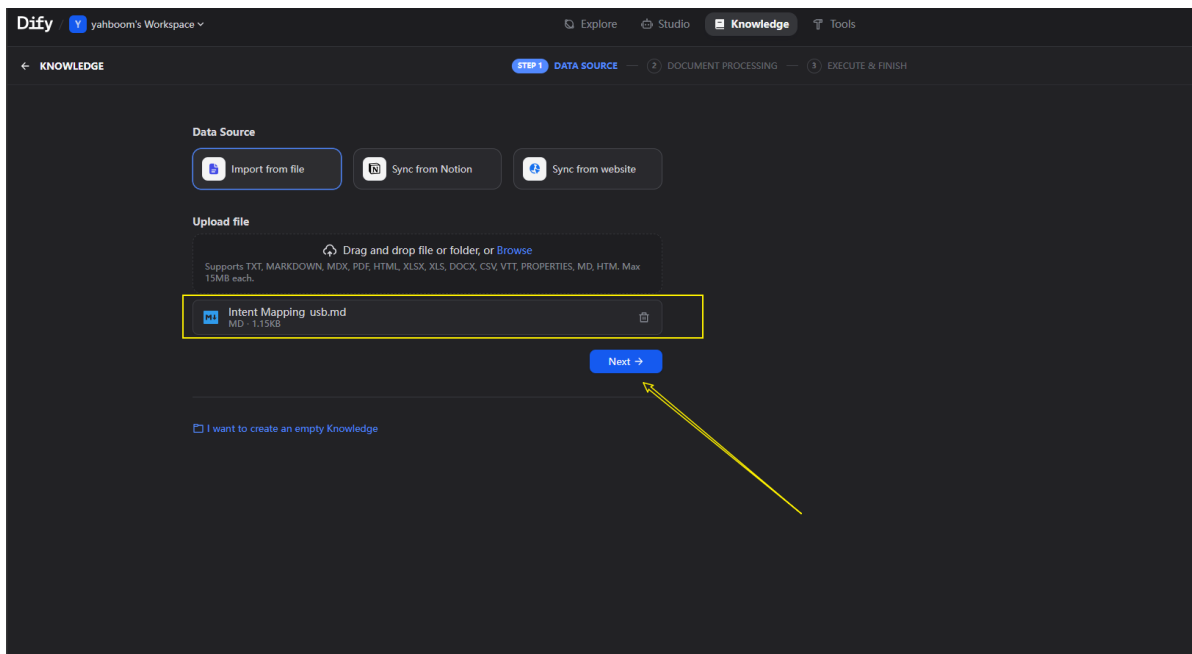 Dify / Y yahboom's Workspace
Explore Studio Knowledge Tools
← KNOWLEDGE
STEP 1 DATA SOURCE — 2 DOCUMENT PROCESSING — 3 EXECUTE & FINISH
Data Source
Import from file
Sync from Notion
Sync from website
Upload file
Drag and drop file or folder, or Browse
Supports TXT, MARKDOWN, MDX, PDF, HTML, XLSX, XLS, DOCX, CSV, VTT, PROPERTIES, MD, HTM. Max
15MB each.
Intent Mapping usb.md
MD · 1.15KB
Next →
I want to create an empty Knowledge